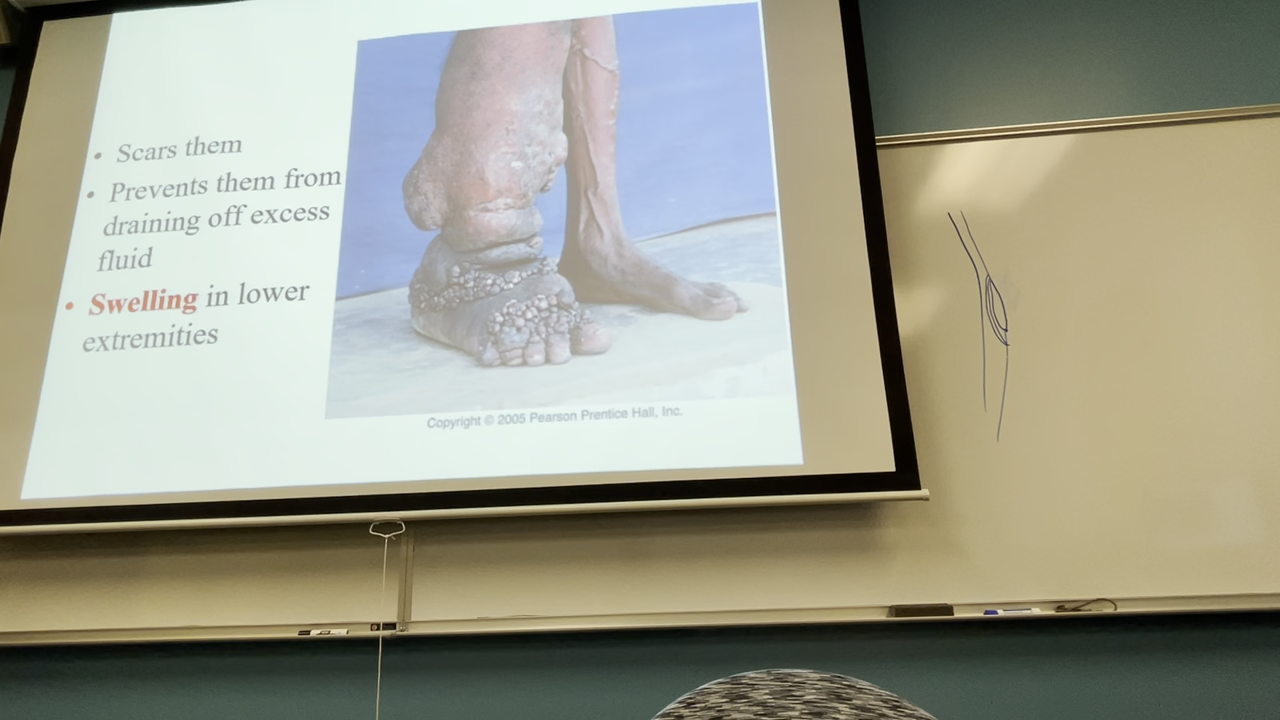 • Scars them
• Prevents them from
draining off excess
fluid
• Swelling in lower
extremities
Copyright © 2005 Pearson Prentice Hall, Inc.